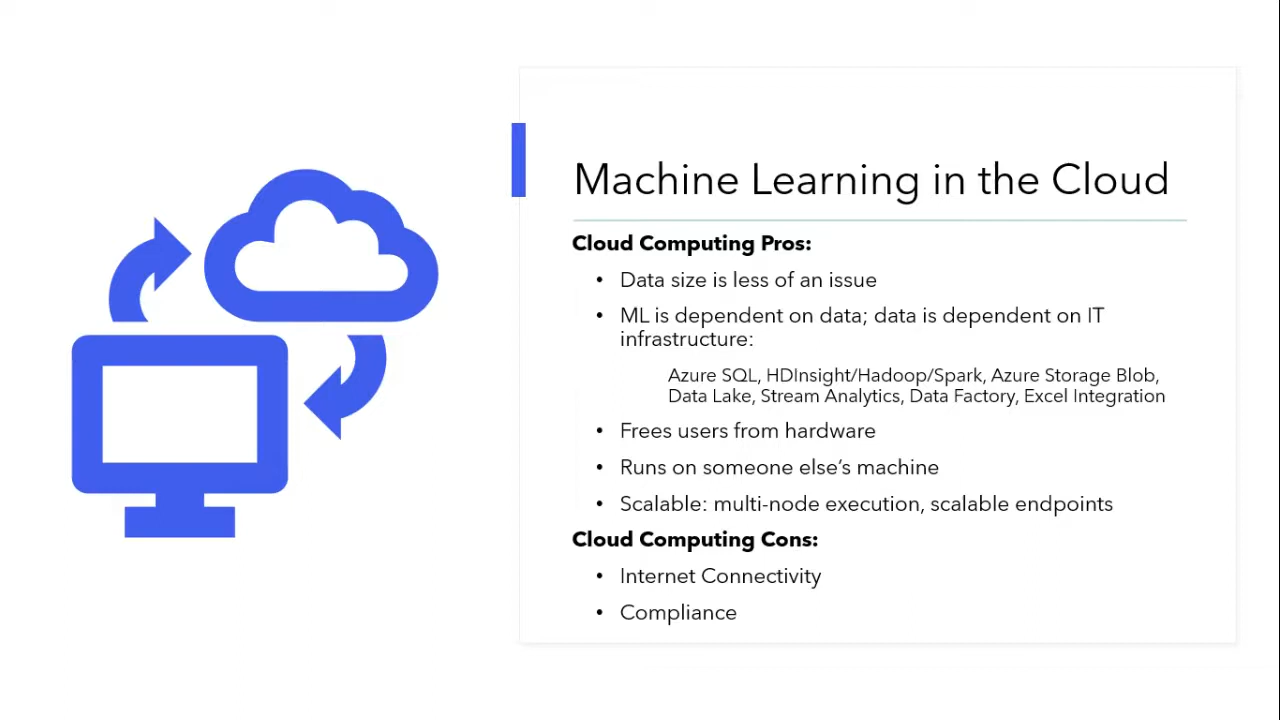 Machine Learning in the Cloud
Cloud Computing Pros:
• Data size is less of an issue
• ML is dependent on data; data is dependent on IT
infrastructure:
Azure SQL, HDInsight/Hadoop/Spark, Azure Storage Blob,
Data Lake, Stream Analytics, Data Factory, Excel Integration
• Frees users from hardware
• Runs on someone else’s machine
• Scalable: multi-node execution, scalable endpoints
Cloud Computing Cons:
• Internet Connectivity
• Compliance